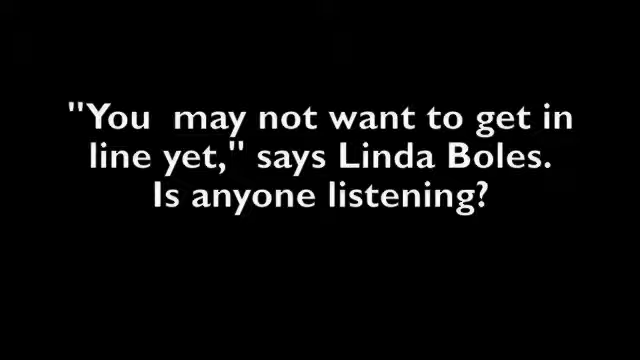 "You  may not want to get in
line yet," says Linda Boles.
Is anyone listening?